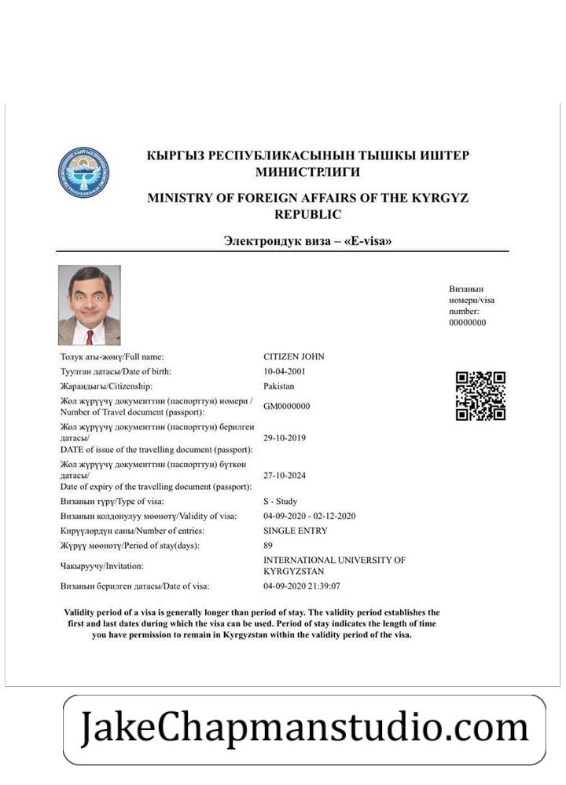 КЫРГЫЗ РЕСПУБЛИКАСЫНЫН ТЫШКЫ ИШТЕР
МИНИСТРЛИГИ
MINISTRY OF FOREIGN AFFAIRS OF THE KYRGYZ
REPUBLIC
Электрондук виза – «E-visa»
Визанын
номери/visa
number:
00000000
Толук аты-жөнү/Full name: CITIZEN JOHN
Туулган датасы/Date of birth: 10-04-2001
Жарандыгы/Citizenship: Pakistan
Жол жүрүүчү документтин (паспорттун) номери /
Number of Travel document (passport): GM0000000
Жол жүрүүчү документтин (паспорттун) берилген
датасы/ 29-10-2019
DATE of issue of the travelling document (passport):
Жол жүрүүчү документтин (паспорттун) бүткөн
датасы/ 27-10-2024
Date of expiry of the travelling document (passport):
Визанын түрү/Type of visa: S - Study
Визанын колдонулуу мөөнөтү/Validity of visa: 04-09-2020 - 02-12-2020
Кирүүлөрдүн саны/Number of entries: SINGLE ENTRY
Жүрүү мөөнөтү/Period of stay(days): 89
Чакыруучу/Invitation: INTERNATIONAL UNIVERSITY OF
KYRGYZSTAN
Визанын берилген датасы/Date of visa: 04-09-2020 21:39:07
Validity period of a visa is generally longer than period of stay. The validity period establishes the
first and last dates during which the visa can be used. Period of stay indicates the length of time
you have permission to remain in Kyrgyzstan within the validity period of the visa.
JakeChapmanstudio.com